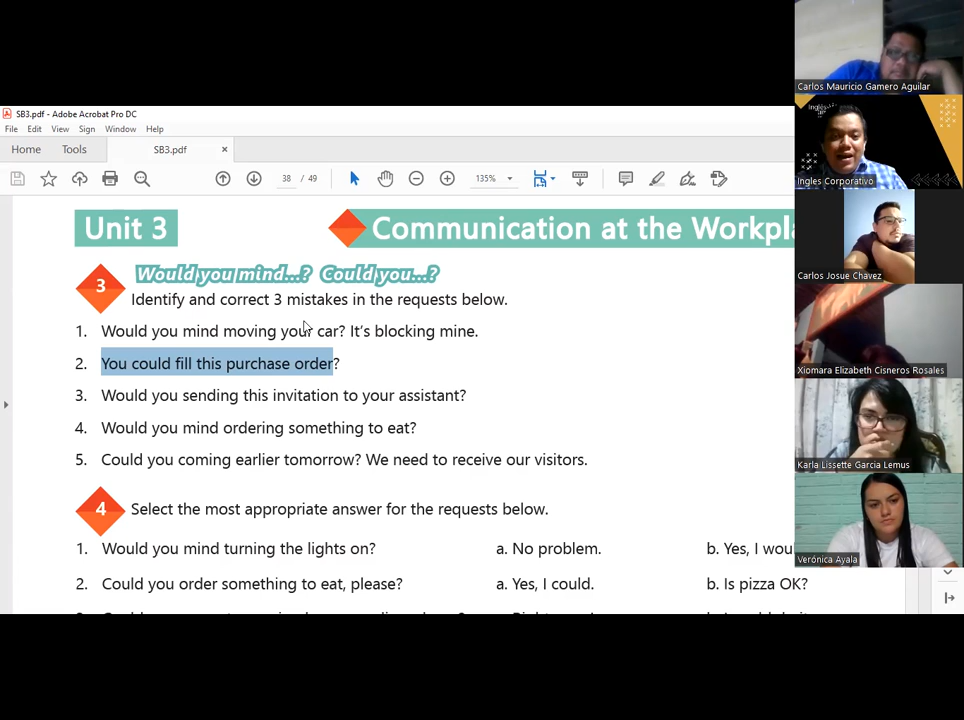 SB3.pdf - Adobe Acrobat Pro DC
File Edit View Sign Window Help
Home Tools SB3.pdf ×
38 / 49 135%
Unit 3 Communication at the Workpla
3 Would you mind...? Could you...?
Identify and correct 3 mistakes in the requests below.
1. Would you mind moving your car? It's blocking mine.
2. You could fill this purchase order?
3. Would you sending this invitation to your assistant?
4. Would you mind ordering something to eat?
5. Could you coming earlier tomorrow? We need to receive our visitors.
4 Select the most appropriate answer for the requests below.
1. Would you mind turning the lights on? a. No problem. b. Yes, I wou
2. Could you order something to eat, please? a. Yes, I could. b. Is pizza OK?
Carlos Mauricio Gamero Aguilar
Ingles Corporativo
Carlos Josue Chavez
Xiomara Elizabeth Cisneros Rosales
Karla Lissette Garcia Lemus
Verónica Ayala